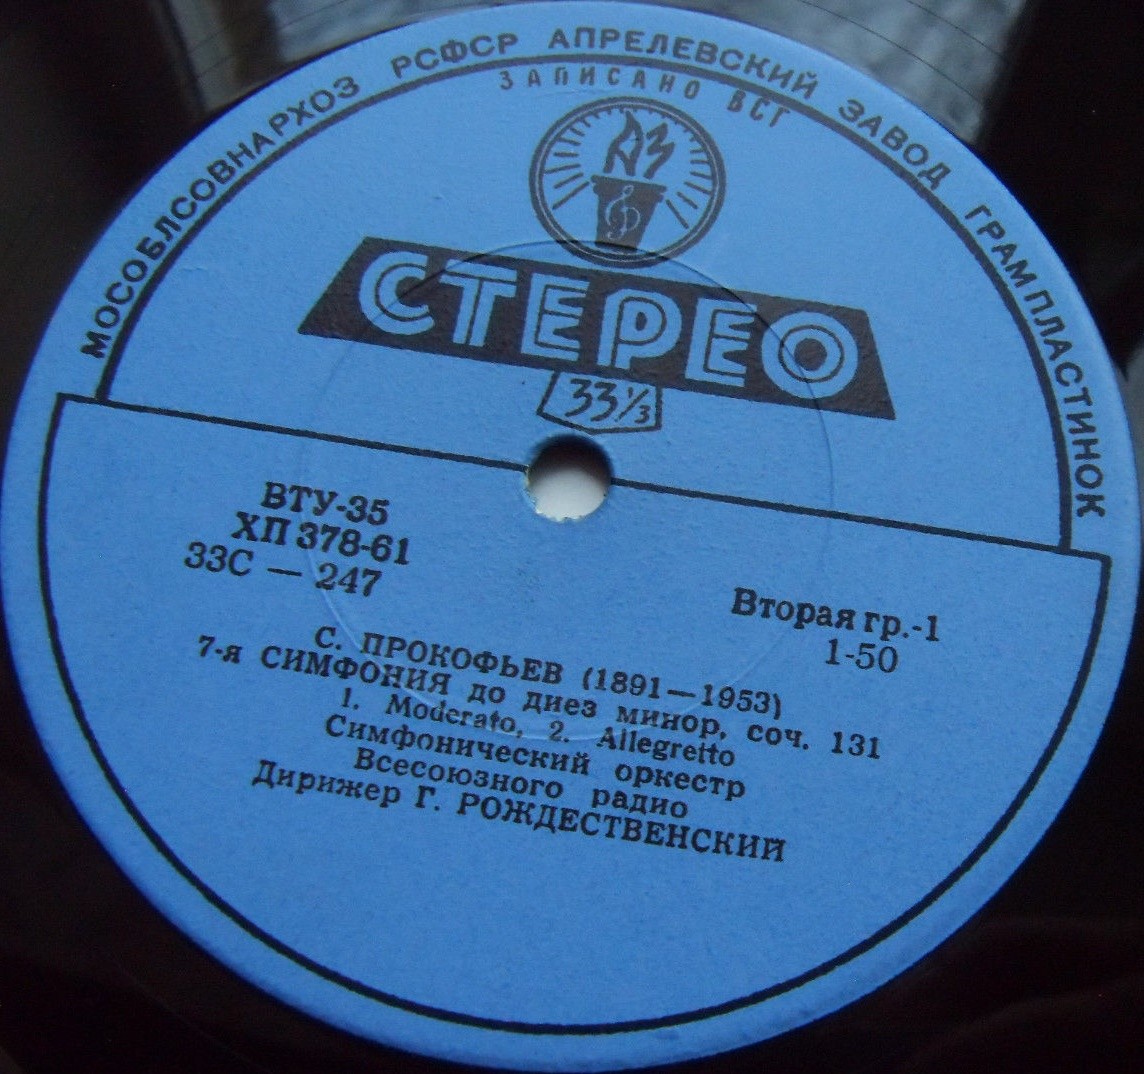 МОСОБЛСОВНАРХОЗ РСФСР АПРЕЛЕВСКИЙ ЗАВОД ГРАМПЛАСТИНОК
ЗАПИСАНО ВСГ
АЗ
СТЕРЕО
33⅓
ВТУ-35
ХП 378-61
33С — 247
Вторая гр.-1
1-50
С. ПРОКОФЬЕВ (1891—1953)
7-я СИМФОНИЯ до диез минор, соч. 131
1. Moderato, 2. Allegretto
Симфонический оркестр
Всесоюзного радио
Дирижер Г. РОЖДЕСТВЕНСКИЙ